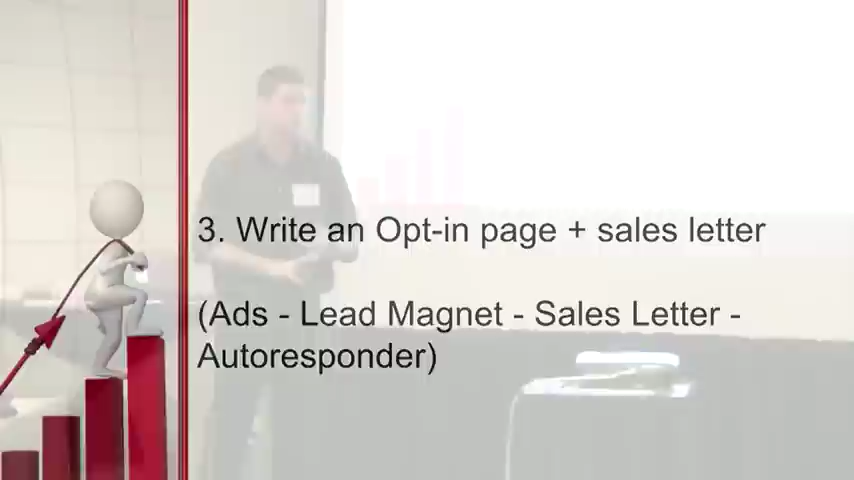 3. Write an Opt-in page + sales letter
(Ads - Lead Magnet - Sales Letter -
Autoresponder)